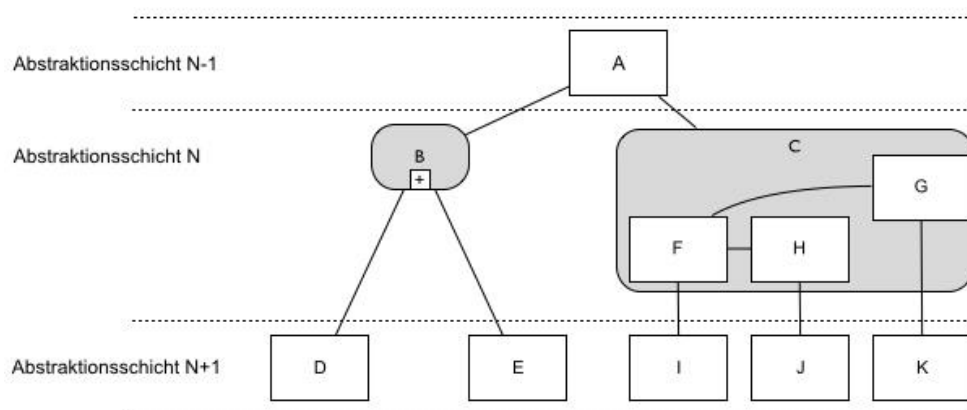 Abstraktionsschicht N-1
A
Abstraktionsschicht N
B
+
C
G
F
H
Abstraktionsschicht N+1
D
E
I
J
K